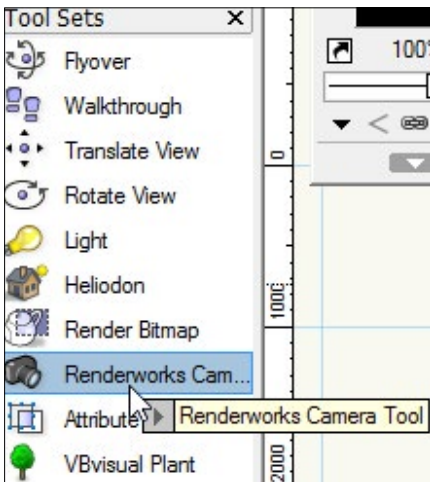 Tool Sets x
Flyover
Walkthrough
Translate View
Rotate View
Light
Heliodon
Render Bitmap
Renderworks Cam...
Attribute
Renderworks Camera Tool
VBvisual Plant
100%
0
1000
2000